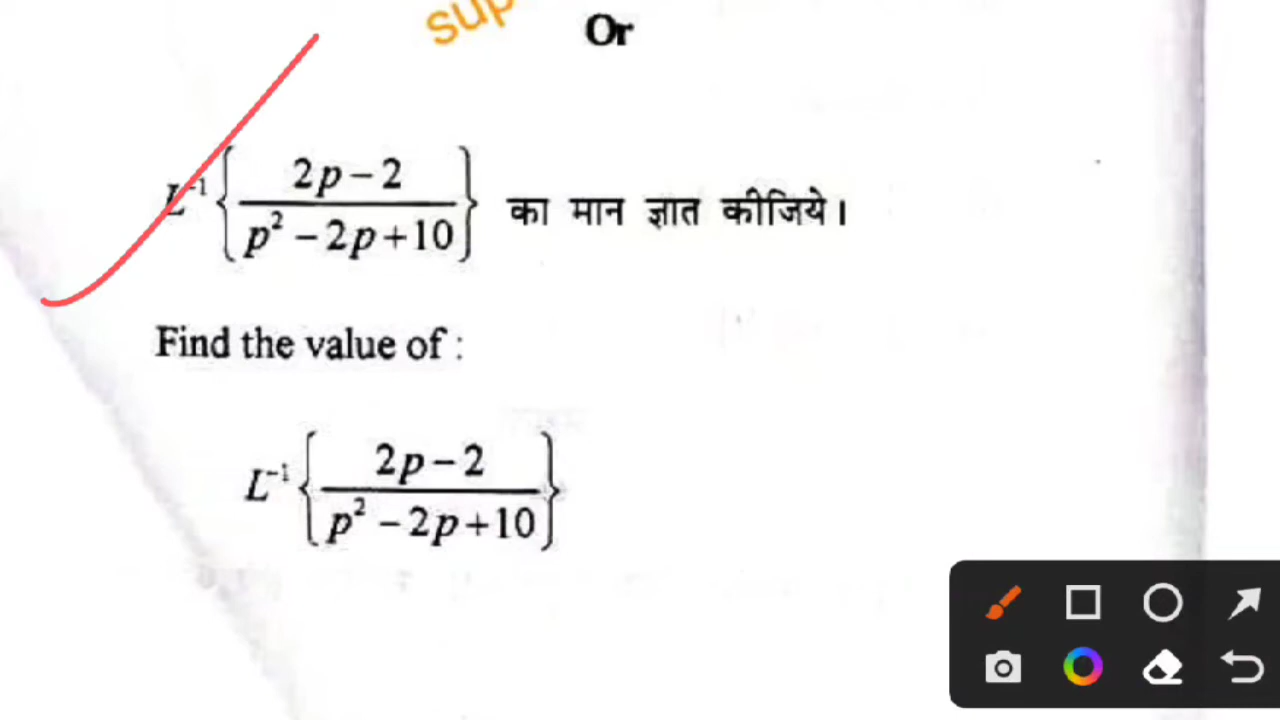 sup
Or
L⁻¹ { (2p − 2) / (p² − 2p + 10) } का मान ज्ञात कीजिये।
Find the value of :
L⁻¹ { (2p − 2) / (p² − 2p + 10) }